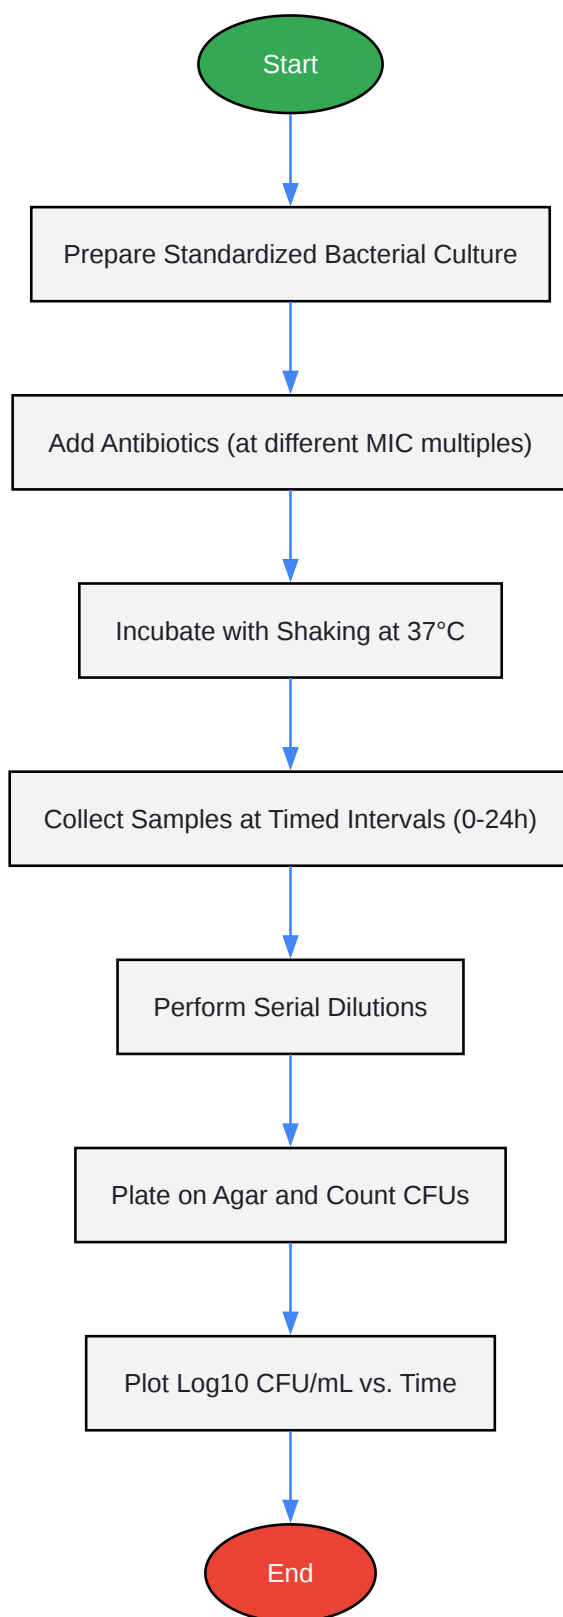 Start
Prepare Standardized Bacterial Culture
Add Antibiotics (at different MIC multiples)
Incubate with Shaking at 37°C
Collect Samples at Timed Intervals (0-24h)
Perform Serial Dilutions
Plate on Agar and Count CFUs
Plot Log10 CFU/mL vs. Time
End